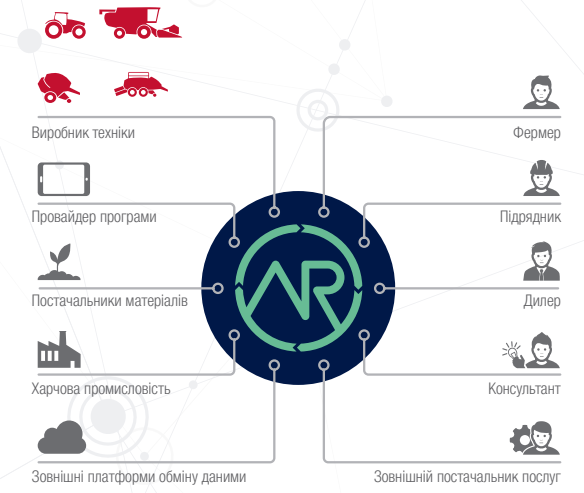 Виробник техніки
Фермер
Провайдер програми
Підрядник
Постачальники матеріалів
Дилер
Харчова промисловість
Консультант
Зовнішні платформи обміну даними
Зовнішній постачальник послуг